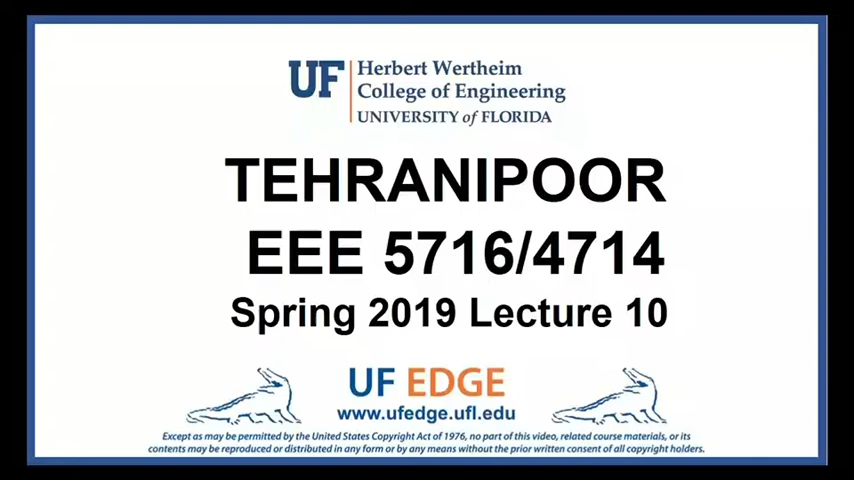 UF Herbert Wertheim
College of Engineering
UNIVERSITY of FLORIDA
TEHRANIPOOR
EEE 5716/4714
Spring 2019 Lecture 10
UF EDGE
www.ufedge.ufl.edu
Except as may be permitted by the United States Copyright Act of 1976, no part of this video, related course materials, or its
contents may be reproduced or distributed in any form or by any means without the prior written consent of all copyright holders.